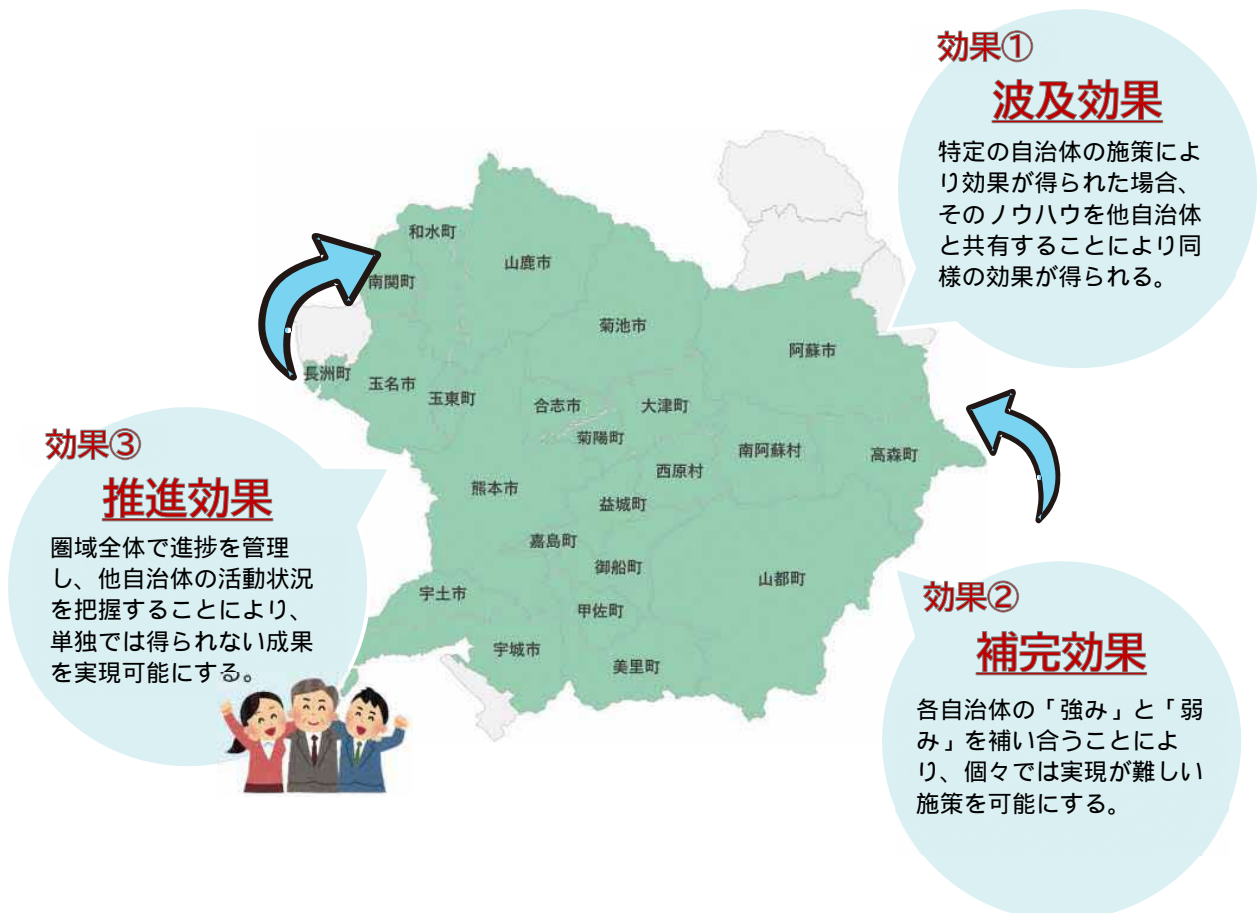 効果①
波及効果
特定の自治体の施策によ
り効果が得られた場合、
そのノウハウを他自治体
と共有することにより同
様の効果が得られる。
和水町
山鹿市
南関町
菊池市
阿蘇市
長洲町
玉名市
玉東町
合志市
大津町
菊陽町
南阿蘇村
高森町
西原村
熊本市
益城町
嘉島町
御船町
山都町
宇土市
甲佐町
宇城市
美里町
効果②
補完効果
各自治体の「強み」と「弱
み」を補い合うことによ
り、個々では実現が難しい
施策を可能にする。
効果③
推進効果
圏域全体で進捗を管理
し、他自治体の活動状況
を把握することにより、
単独では得られない成果
を実現可能にする。